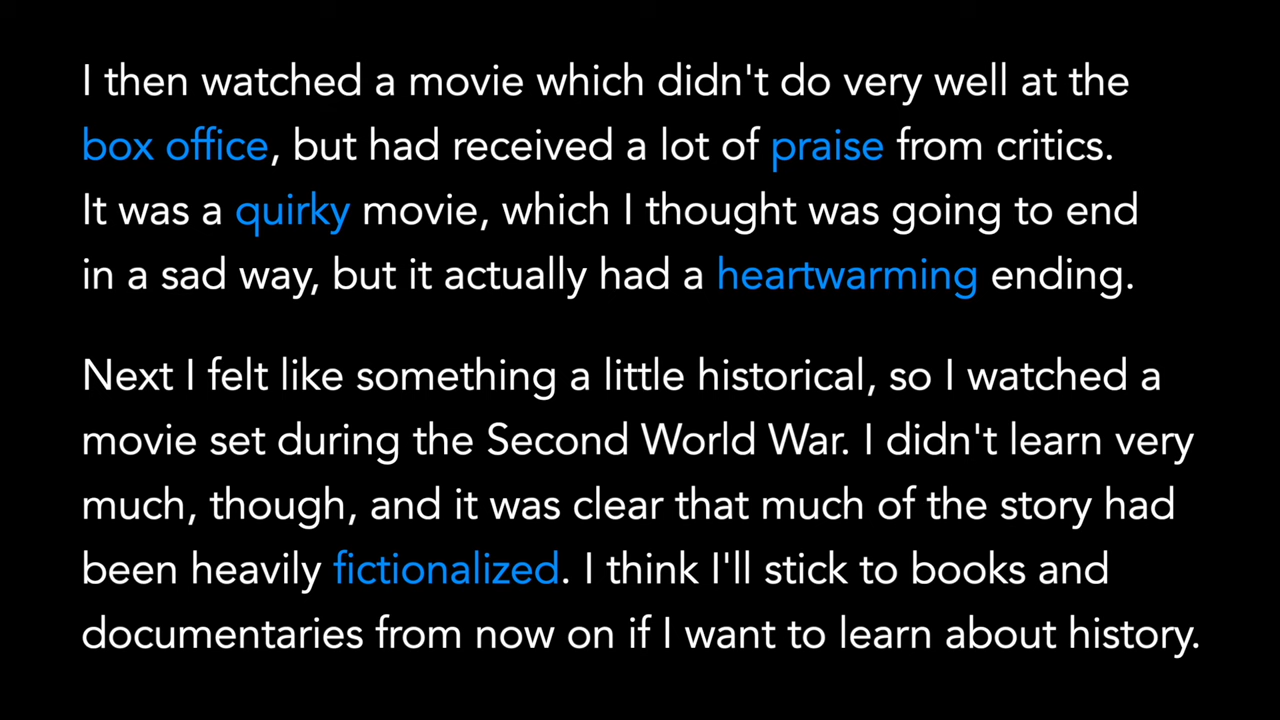 I then watched a movie which didn't do very well at the
box office, but had received a lot of praise from critics.
It was a quirky movie, which I thought was going to end
in a sad way, but it actually had a heartwarming ending.
Next I felt like something a little historical, so I watched a
movie set during the Second World War. I didn't learn very
much, though, and it was clear that much of the story had
been heavily fictionalized. I think I'll stick to books and
documentaries from now on if I want to learn about history.